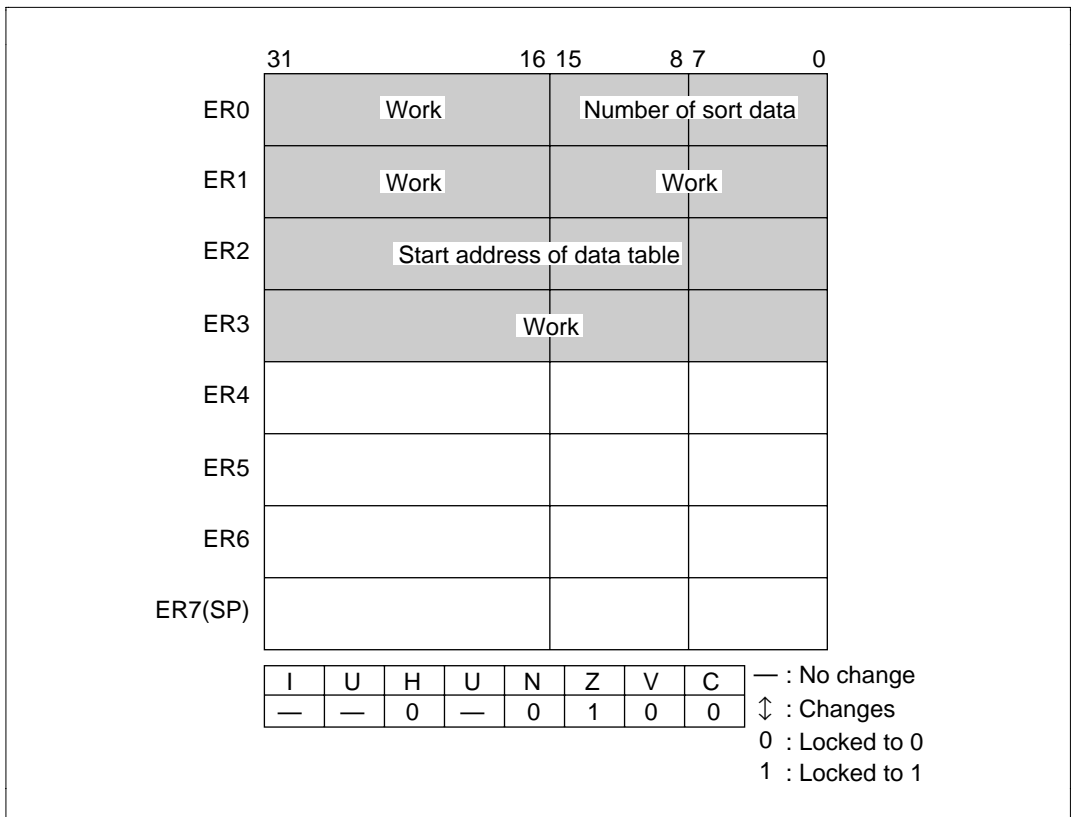 31 16 15 8 7 0
ER0 Work Number of sort data
ER1 Work Work
ER2 Start address of data table
ER3 Work
ER4
ER5
ER6
ER7(SP)
I U H U N Z V C
— — 0 — 0 1 0 0
— : No change
↕ : Changes
0 : Locked to 0
1 : Locked to 1